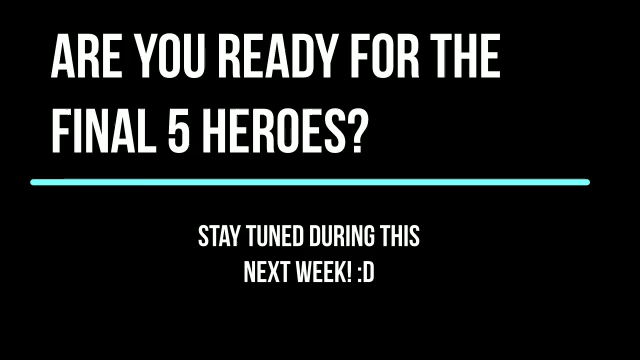 ARE YOU READY FOR THE
FINAL 5 HEROES?
STAY TUNED DURING THIS
NEXT WEEK! :D